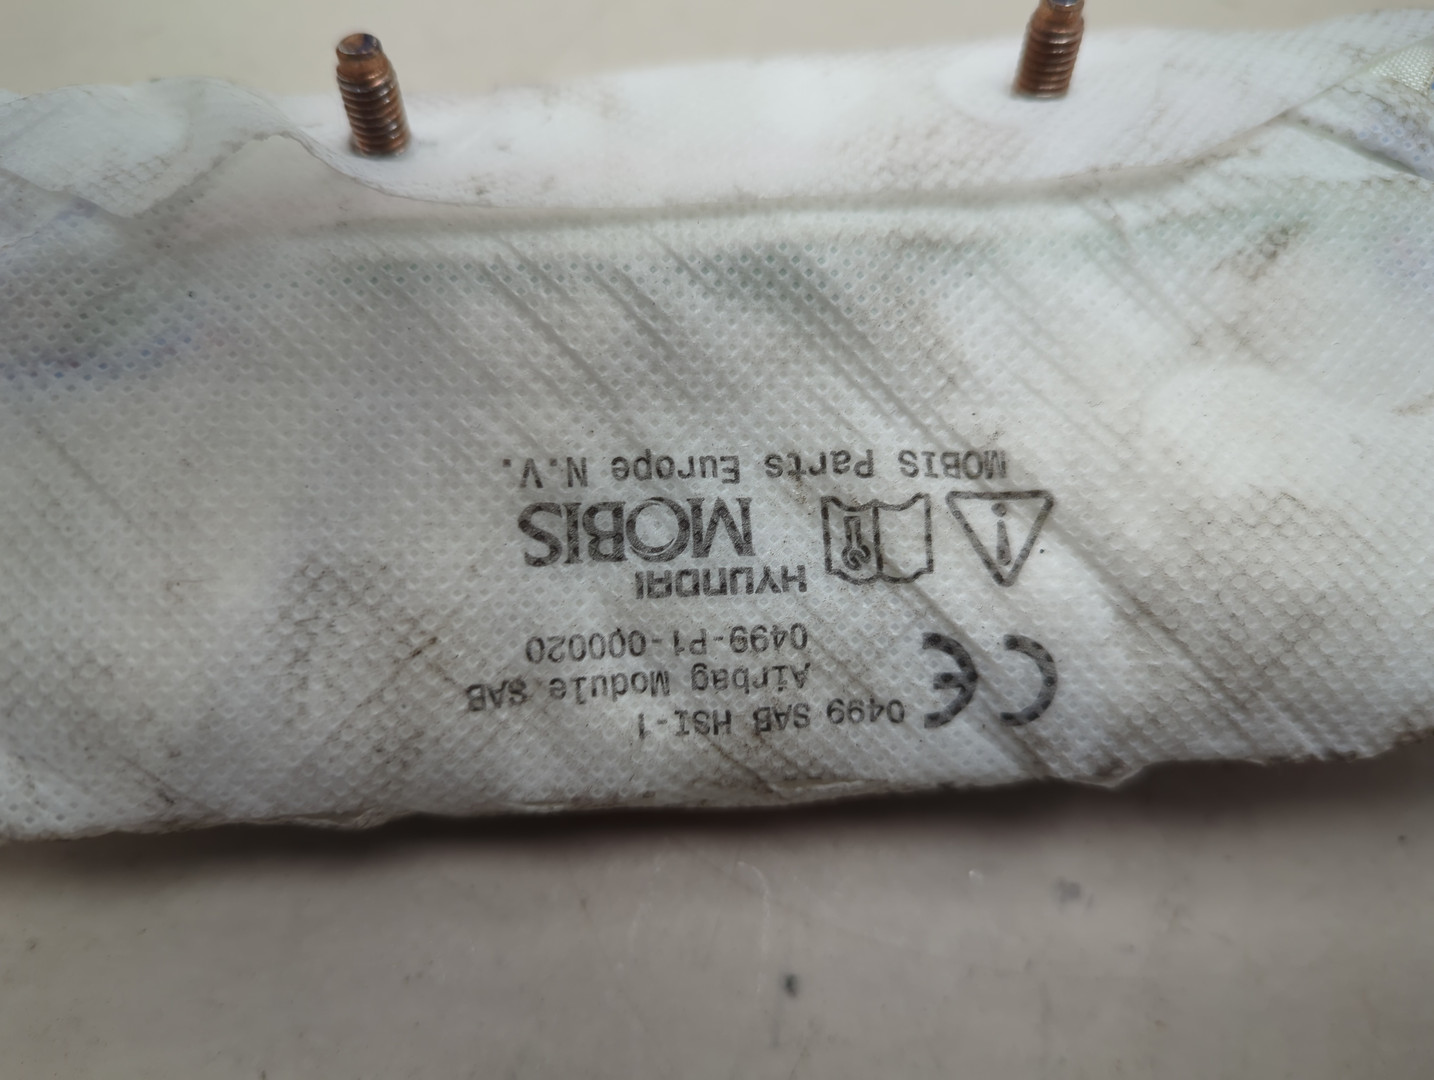 0499 SAB HSI-1
Airbag Module SAB
0499-P1-000020
HYUNDAI
MOBIS
MOBIS Parts Europe N.V.